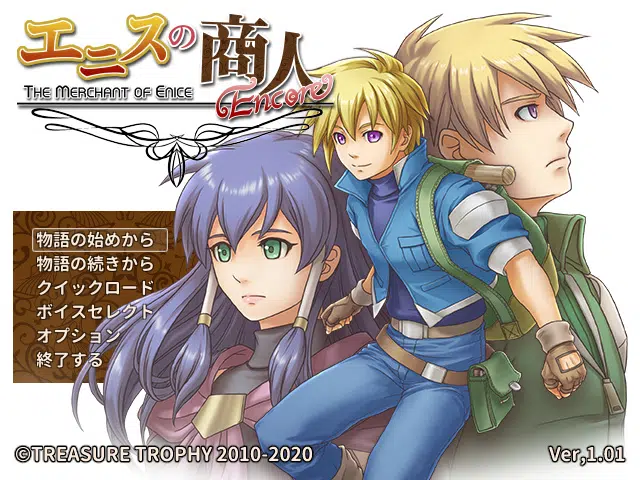 エニスの商人
THE MERCHANT OF ENICE
Encore
物語の始めから
物語の続きから
クイックロード
ボイスセレクト
オプション
終了する
©TREASURE TROPHY 2010-2020
Ver,1.01